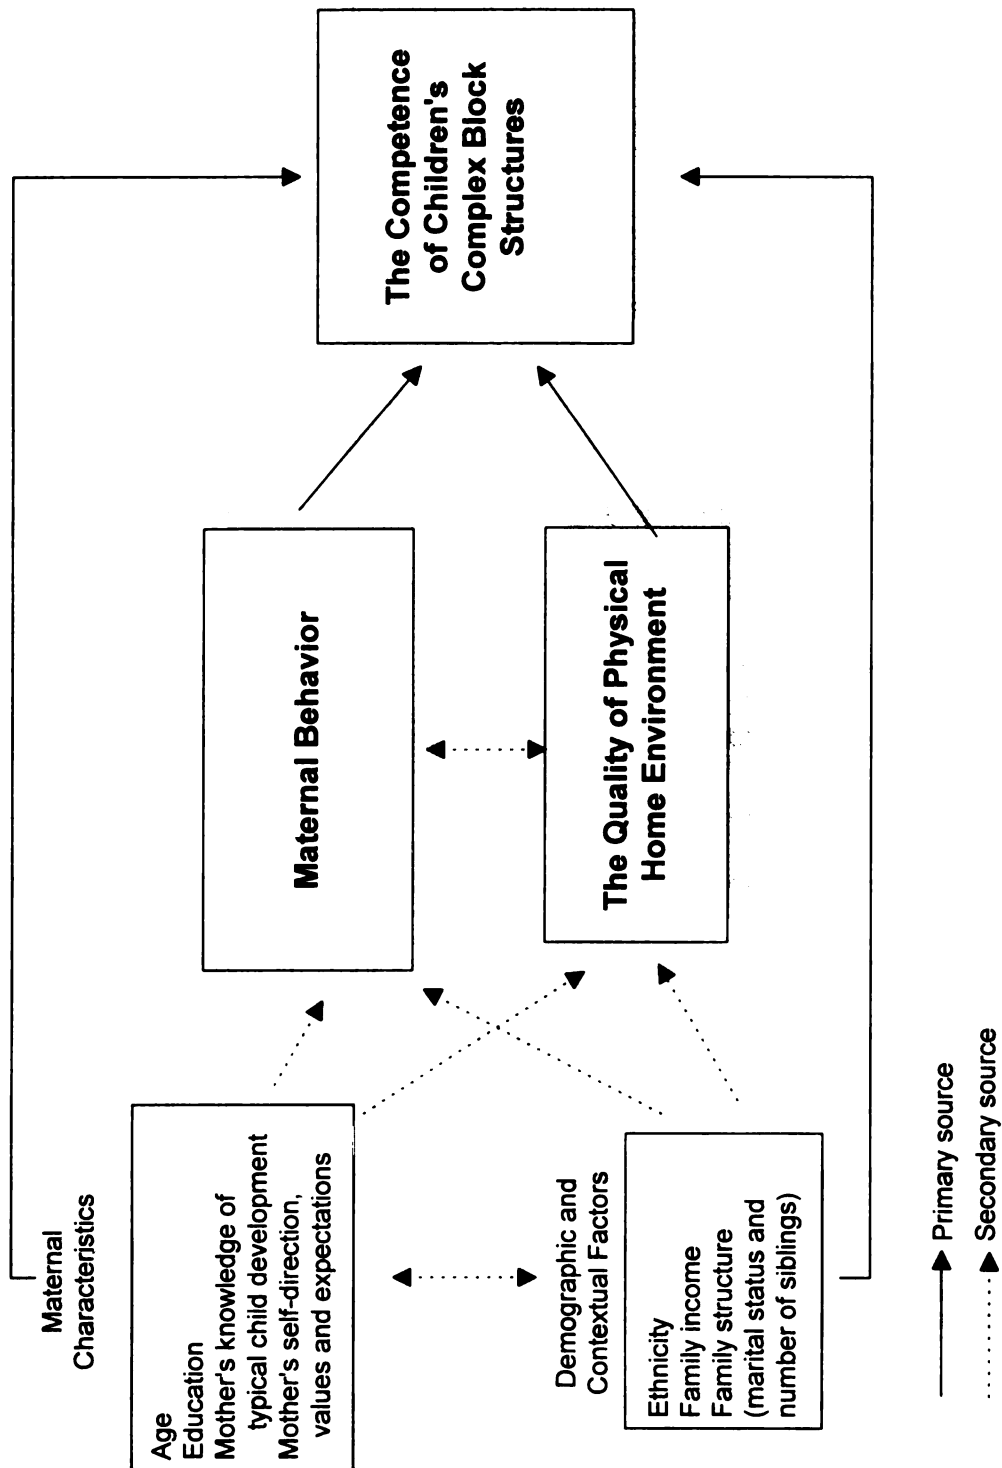 Maternal
Characteristics
Age
Education
Mother's knowledge of
typical child development
Mother's self-direction,
values and expectations
Demographic and
Contextual Factors
Ethnicity
Family income
Family structure
(marital status and
number of siblings)
Maternal Behavior
The Quality of Physical
Home Environment
The Competence
of Children's
Complex Block
Structures
Primary source
Secondary source